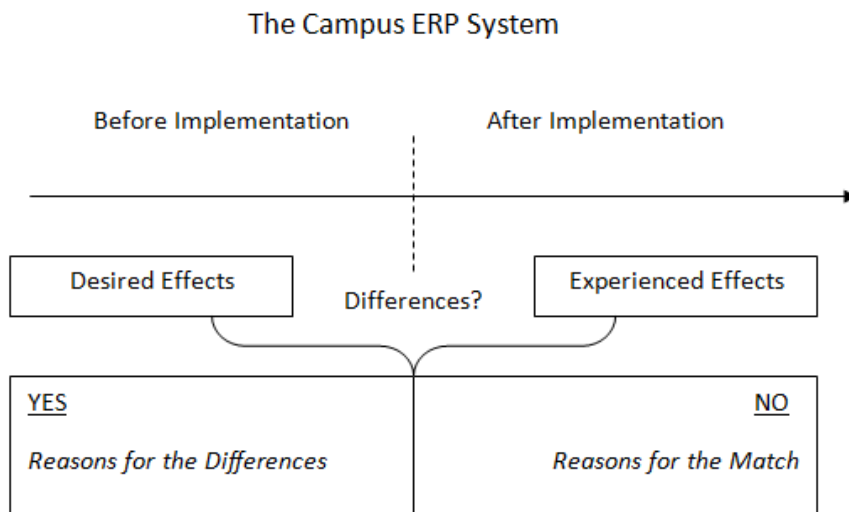 The Campus ERP System
Before Implementation
After Implementation
Desired Effects
Differences?
Experienced Effects
YES
NO
Reasons for the Differences
Reasons for the Match